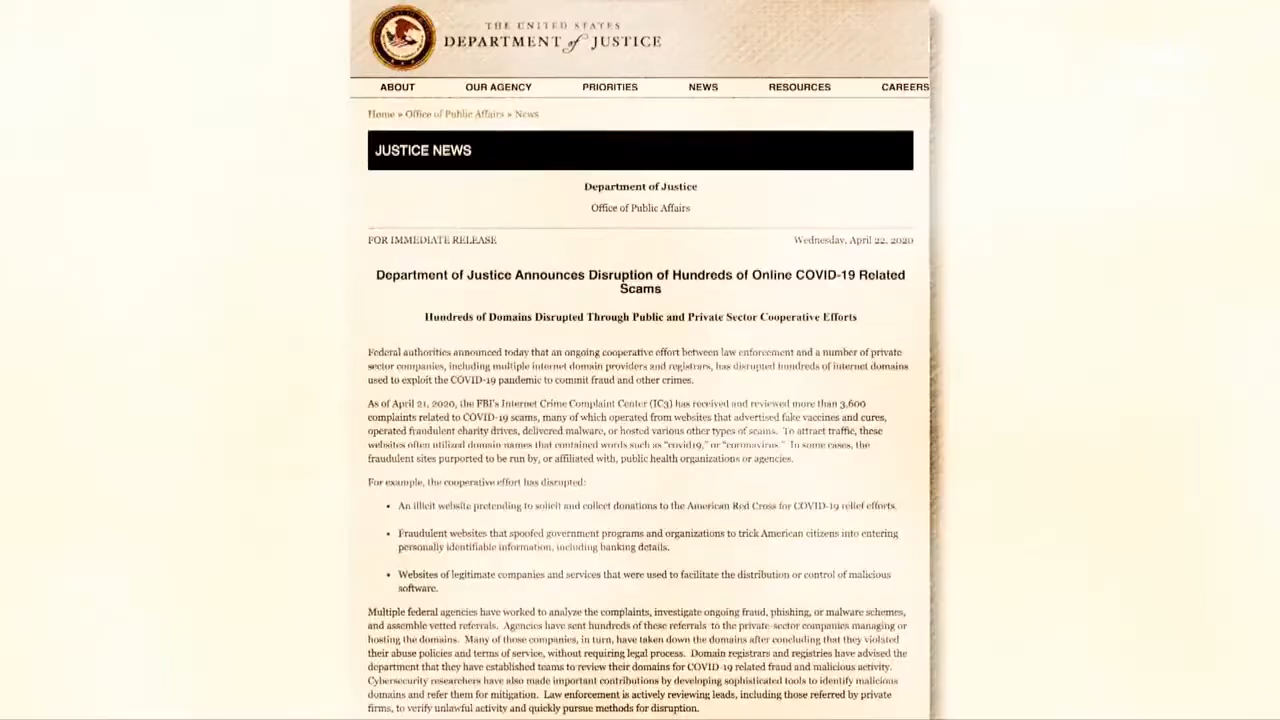 THE UNITED STATES
DEPARTMENT of JUSTICE
ABOUT OUR AGENCY PRIORITIES NEWS RESOURCES CAREERS
Home » Office of Public Affairs » News
JUSTICE NEWS
Department of Justice
Office of Public Affairs
FOR IMMEDIATE RELEASE Wednesday, April 22, 2020
Department of Justice Announces Disruption of Hundreds of Online COVID-19 Related
Scams
Hundreds of Domains Disrupted Through Public and Private Sector Cooperative Efforts
Federal authorities announced today that an ongoing cooperative effort between law enforcement and a number of private
sector companies, including multiple internet domain providers and registrars, has disrupted hundreds of internet domains
used to exploit the COVID-19 pandemic to commit fraud and other crimes.
As of April 21, 2020, the FBI's Internet Crime Complaint Center (IC3) has received and reviewed more than 3,600
complaints related to COVID-19 scams, many of which operated from websites that advertised fake vaccines and cures,
operated fraudulent charity drives, delivered malware, or hosted various other types of scams. To attract traffic, these
websites often utilized domain names that contained words such as "covid19," or "coronavirus." In some cases, the
fraudulent sites purported to be run by, or affiliated with, public health organizations or agencies.
For example, the cooperative effort has disrupted:
• An illicit website pretending to solicit and collect donations to the American Red Cross for COVID-19 relief efforts.
• Fraudulent websites that spoofed government programs and organizations to trick American citizens into entering
personally identifiable information, including banking details.
• Websites of legitimate companies and services that were used to facilitate the distribution or control of malicious
software.
Multiple federal agencies have worked to analyze the complaints, investigate ongoing fraud, phishing, or malware schemes,
and assemble vetted referrals. Agencies have sent hundreds of these referrals to the private-sector companies managing or
hosting the domains. Many of those companies, in turn, have taken down the domains after concluding that they violated
their abuse policies and terms of service, without requiring legal process. Domain registrars and registries have advised the
department that they have established teams to review their domains for COVID-19 related fraud and malicious activity.
Cybersecurity researchers have also made important contributions by developing sophisticated tools to identify malicious
domains and refer them for mitigation. Law enforcement is actively reviewing leads, including those referred by private
firms, to verify unlawful activity and quickly pursue methods for disruption.